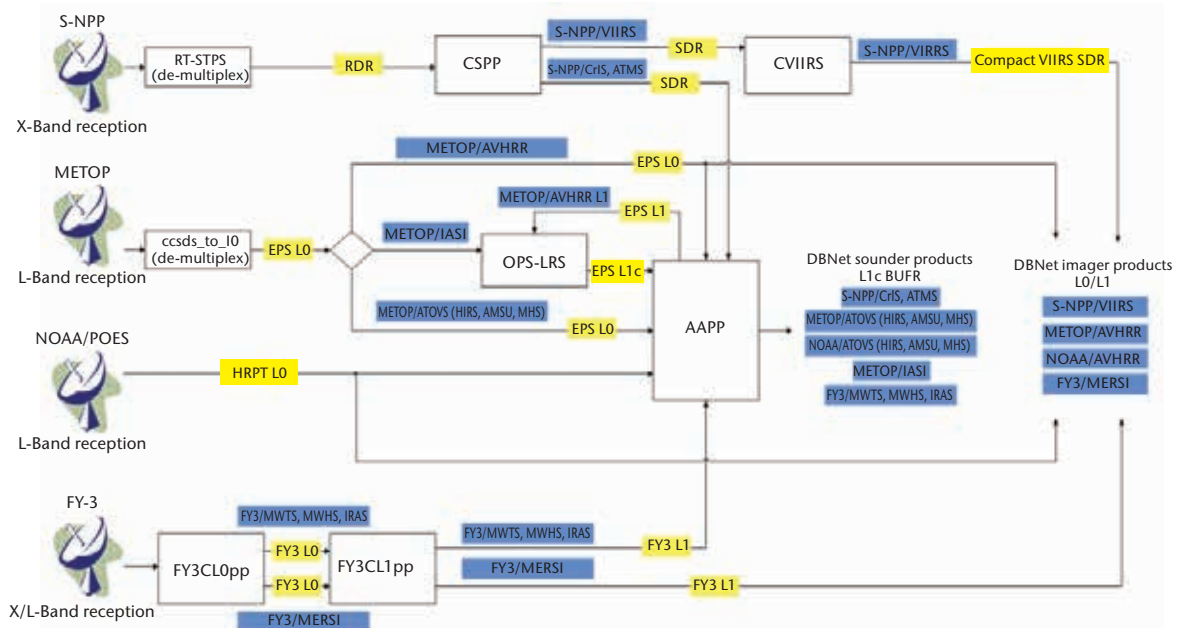 S-NPP
X-Band reception
RT-STPS
(de-multiplex)
RDR
CSPP
S-NPP/VIIRS
SDR
S-NPP/CrIS, ATMS
SDR
CVIIRS
S-NPP/VIRRS
Compact VIIRS SDR
METOP
L-Band reception
ccsds_to_l0
(de-multiplex)
EPS L0
METOP/AVHRR
EPS L0
METOP/AVHRR L1
EPS L1
METOP/IASI
OPS-LRS
EPS L1c
METOP/ATOVS (HIRS, AMSU, MHS)
EPS L0
AAPP
DBNet sounder products
L1c BUFR
S-NPP/CrIS, ATMS
METOP/ATOVS (HIRS, AMSU, MHS)
NOAA/ATOVS (HIRS, AMSU, MHS)
METOP/IASI
FY3/MWTS, MWHS, IRAS
DBNet imager products
L0/L1
S-NPP/VIIRS
METOP/AVHRR
NOAA/AVHRR
FY3/MERSI
NOAA/POES
L-Band reception
HRPT L0
FY-3
X/L-Band reception
FY3CL0pp
FY3/MWTS, MWHS, IRAS
FY3 L0
FY3 L0
FY3/MERSI
FY3CL1pp
FY3/MWTS, MWHS, IRAS
FY3 L1
FY3/MERSI
FY3 L1